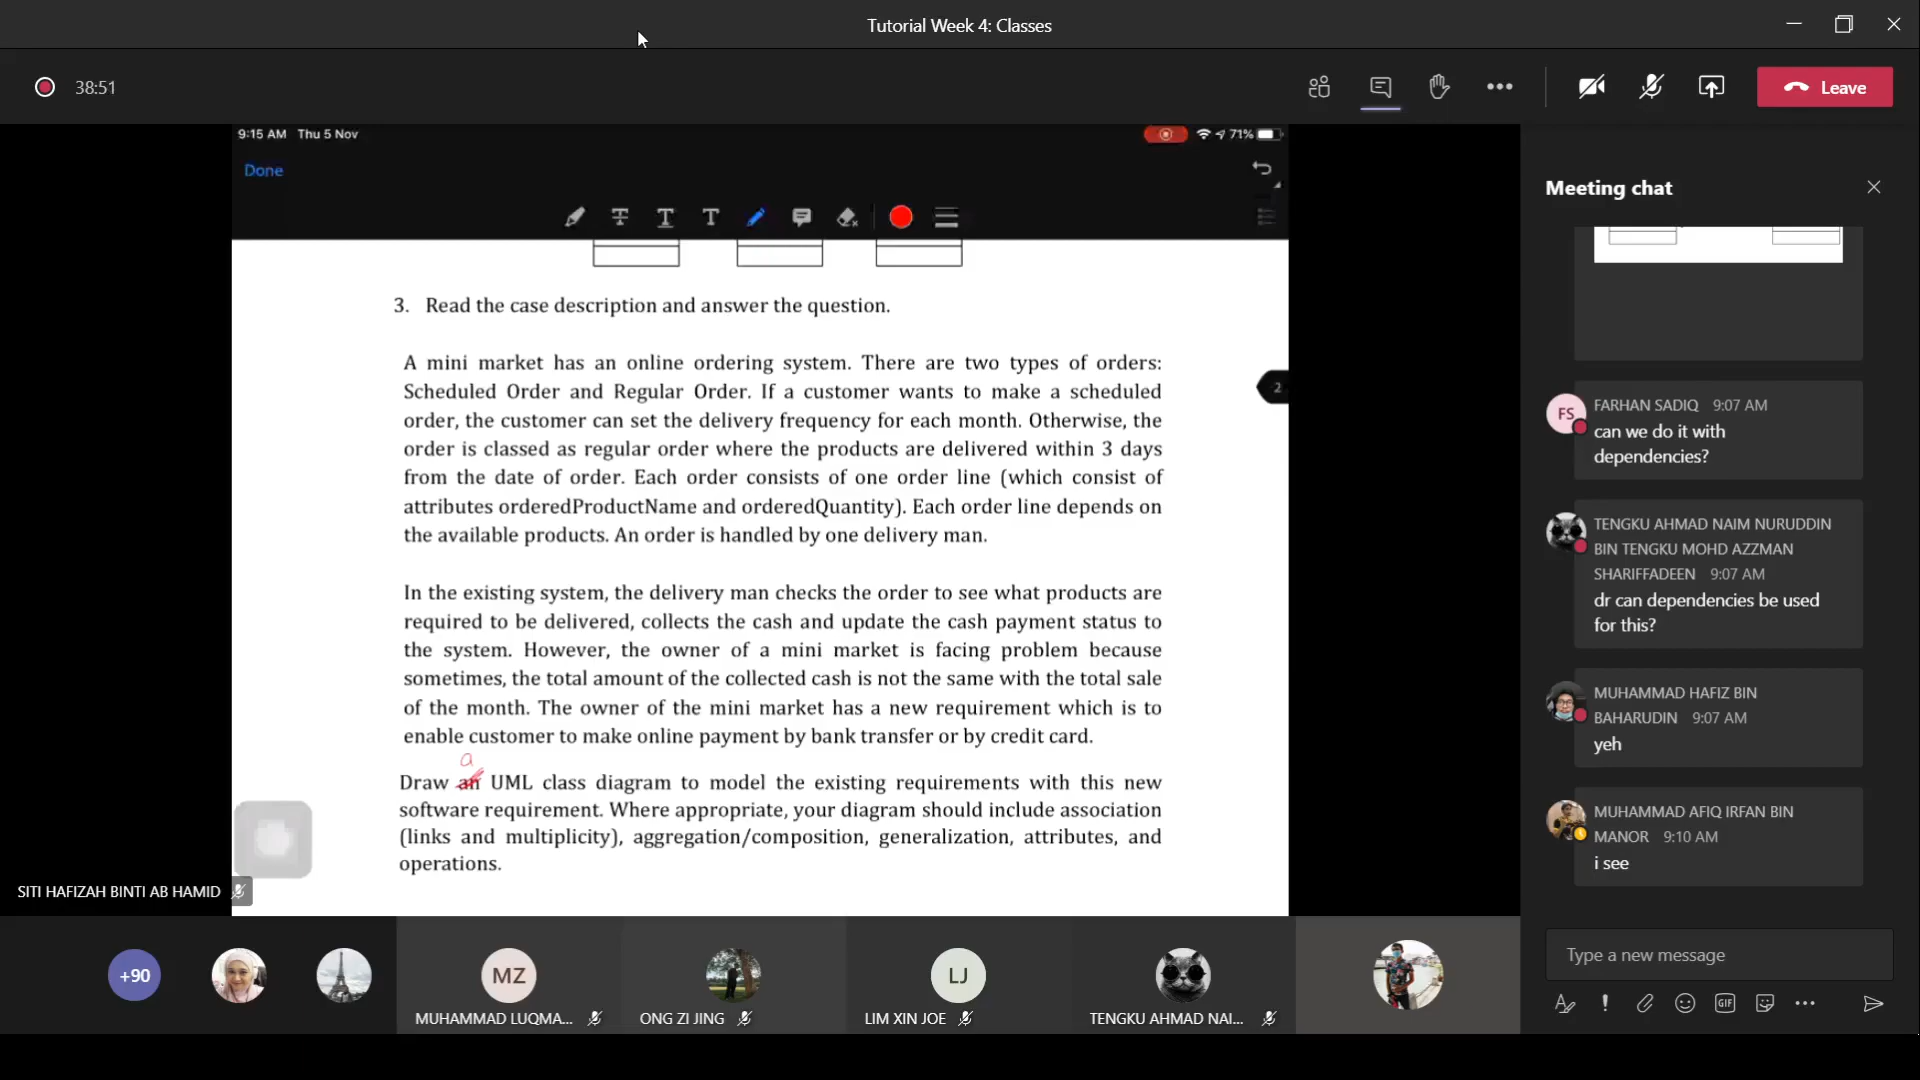 Tutorial Week 4: Classes
38:51
Leave
9:15 AM Thu 5 Nov
71%
Done
3. Read the case description and answer the question.
A mini market has an online ordering system. There are two types of orders:
Scheduled Order and Regular Order. If a customer wants to make a scheduled
order, the customer can set the delivery frequency for each month. Otherwise, the
order is classed as regular order where the products are delivered within 3 days
from the date of order. Each order consists of one order line (which consist of
attributes orderedProductName and orderedQuantity). Each order line depends on
the available products. An order is handled by one delivery man.
2
In the existing system, the delivery man checks the order to see what products are
required to be delivered, collects the cash and update the cash payment status to
the system. However, the owner of a mini market is facing problem because
sometimes, the total amount of the collected cash is not the same with the total sale
of the month. The owner of the mini market has a new requirement which is to
enable customer to make online payment by bank transfer or by credit card.
a
Draw an UML class diagram to model the existing requirements with this new
software requirement. Where appropriate, your diagram should include association
(links and multiplicity), aggregation/composition, generalization, attributes, and
operations.
SITI HAFIZAH BINTI AB HAMID
+90
MZ
MUHAMMAD LUQMA...
ONG ZI JING
LJ
LIM XIN JOE
TENGKU AHMAD NAI...
Meeting chat
FS
FARHAN SADIQ 9:07 AM
can we do it with
dependencies?
TENGKU AHMAD NAIM NURUDDIN
BIN TENGKU MOHD AZZMAN
SHARIFFADEEN 9:07 AM
dr can dependencies be used
for this?
MUHAMMAD HAFIZ BIN
BAHARUDIN 9:07 AM
yeh
MUHAMMAD AFIQ IRFAN BIN
MANOR 9:10 AM
i see
Type a new message
GIF